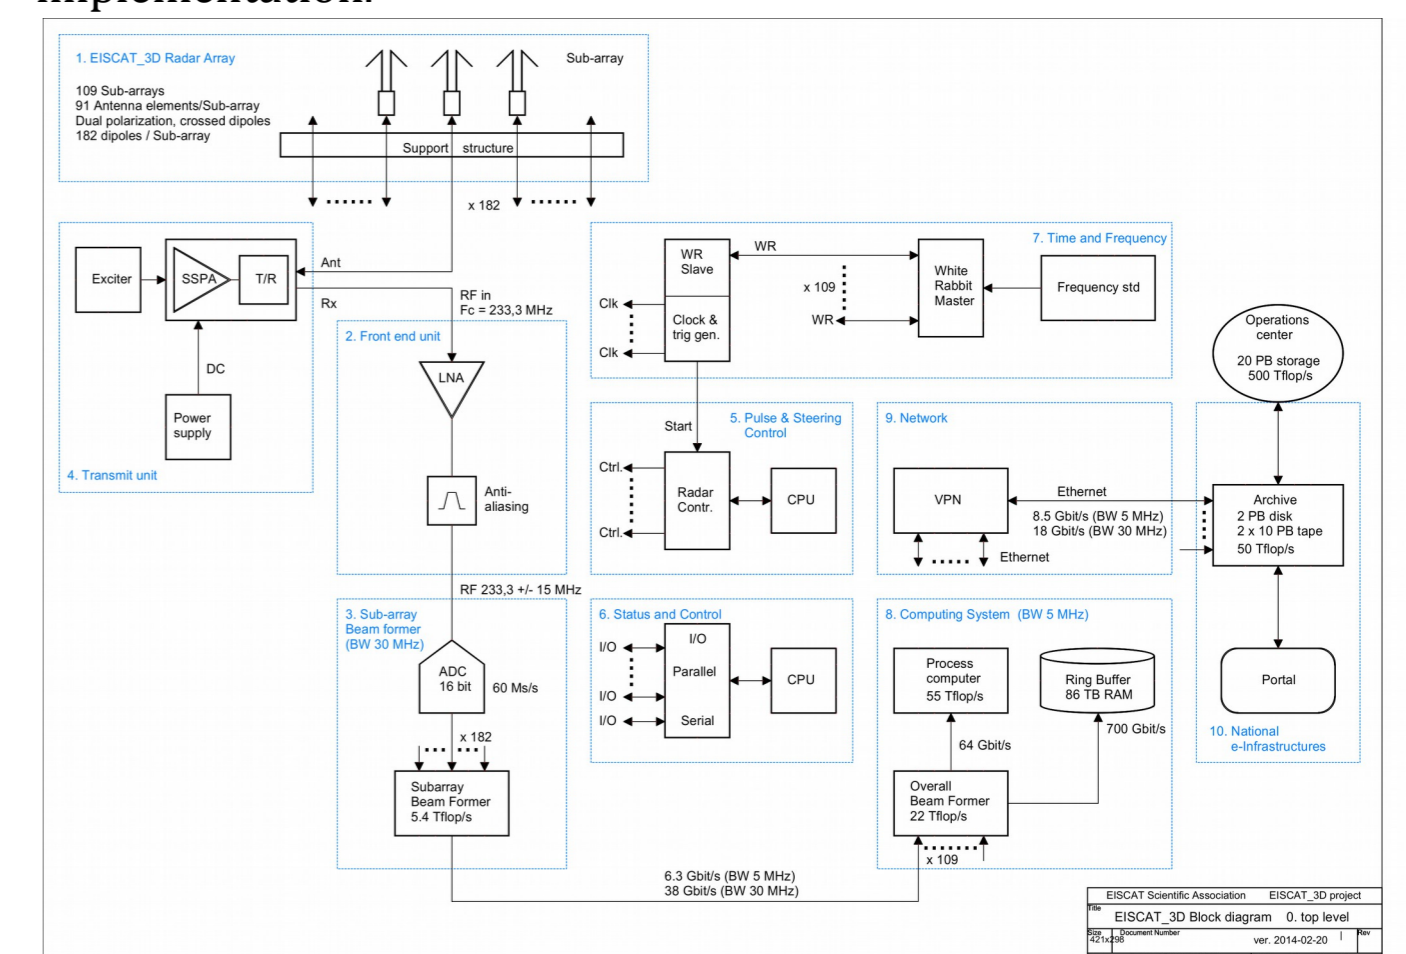 implementation.
1. EISCAT_3D Radar Array
109 Sub-arrays
91 Antenna elements/Sub-array
Dual polarization, crossed dipoles
182 dipoles / Sub-array
Sub-array
Support structure
x 182
4. Transmit unit
Exciter
SSPA
T/R
Ant
Rx
DC
Power
supply
RF in
Fc = 233,3 MHz
2. Front end unit
LNA
Anti-
aliasing
RF 233,3 +/- 15 MHz
3. Sub-array
Beam former
(BW 30 MHz)
ADC
16 bit
60 Ms/s
x 182
Subarray
Beam Former
5.4 Tflop/s
6.3 Gbit/s (BW 5 MHz)
38 Gbit/s (BW 30 MHz)
7. Time and Frequency
WR
Slave
Clock &
trig gen.
Clk
Clk
WR
x 109
WR
White
Rabbit
Master
Frequency std
5. Pulse & Steering
Control
Start
Ctrl.
Ctrl.
Radar
Contr.
CPU
6. Status and Control
I/O
I/O
I/O
I/O
Parallel
Serial
CPU
9. Network
VPN
Ethernet
8.5 Gbit/s (BW 5 MHz)
18 Gbit/s (BW 30 MHz)
Ethernet
8. Computing System (BW 5 MHz)
Process
computer
55 Tflop/s
Ring Buffer
86 TB RAM
64 Gbit/s
700 Gbit/s
Overall
Beam Former
22 Tflop/s
x 109
Operations
center
20 PB storage
500 Tflop/s
Archive
2 PB disk
2 x 10 PB tape
50 Tflop/s
Portal
10. National
e-Infrastructures
EISCAT Scientific Association EISCAT_3D project
Title
EISCAT_3D Block diagram 0. top level
Size
421x298
Document Number
ver. 2014-02-20
Rev